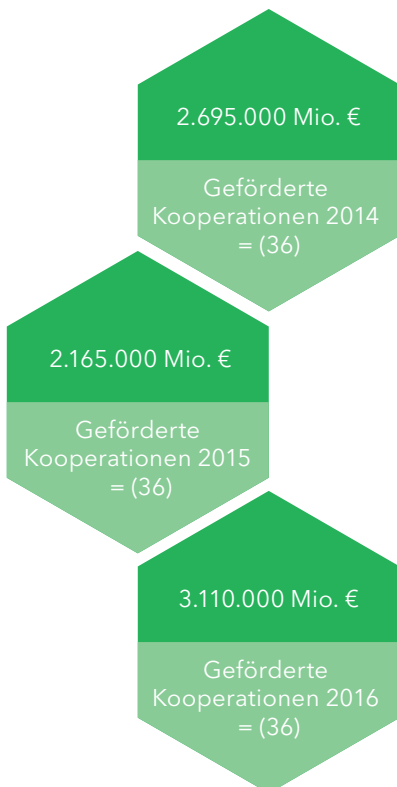 2.695.000 Mio. €
Geförderte
Kooperationen 2014
= (36)
2.165.000 Mio. €
Geförderte
Kooperationen 2015
= (36)
3.110.000 Mio. €
Geförderte
Kooperationen 2016
= (36)